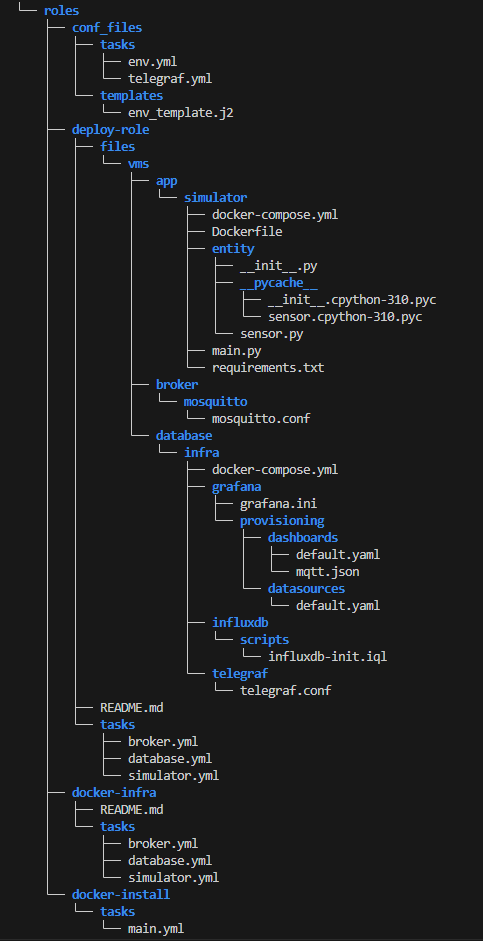 └── roles
    ├── conf_files
    │   ├── tasks
    │   │   ├── env.yml
    │   │   └── telegraf.yml
    │   └── templates
    │       └── env_template.j2
    ├── deploy-role
    │   ├── files
    │   │   └── vms
    │   │       ├── app
    │   │       │   └── simulator
    │   │       │       ├── docker-compose.yml
    │   │       │       ├── Dockerfile
    │   │       │       ├── entity
    │   │       │       │   ├── __init__.py
    │   │       │       │   ├── __pycache__
    │   │       │       │   │   ├── __init__.cpython-310.pyc
    │   │       │       │   │   └── sensor.cpython-310.pyc
    │   │       │       │   └── sensor.py
    │   │       │       ├── main.py
    │   │       │       └── requirements.txt
    │   │       ├── broker
    │   │       │   └── mosquitto
    │   │       │       └── mosquitto.conf
    │   │       └── database
    │   │           └── infra
    │   │               ├── docker-compose.yml
    │   │               ├── grafana
    │   │               │   ├── grafana.ini
    │   │               │   └── provisioning
    │   │               │       ├── dashboards
    │   │               │       │   ├── default.yaml
    │   │               │       │   └── mqtt.json
    │   │               │       └── datasources
    │   │               │           └── default.yaml
    │   │               ├── influxdb
    │   │               │   └── scripts
    │   │               │       └── influxdb-init.iql
    │   │               └── telegraf
    │   │                   └── telegraf.conf
    │   ├── README.md
    │   └── tasks
    │       ├── broker.yml
    │       ├── database.yml
    │       └── simulator.yml
    ├── docker-infra
    │   ├── README.md
    │   └── tasks
    │       ├── broker.yml
    │       ├── database.yml
    │       └── simulator.yml
    └── docker-install
        └── tasks
            └── main.yml